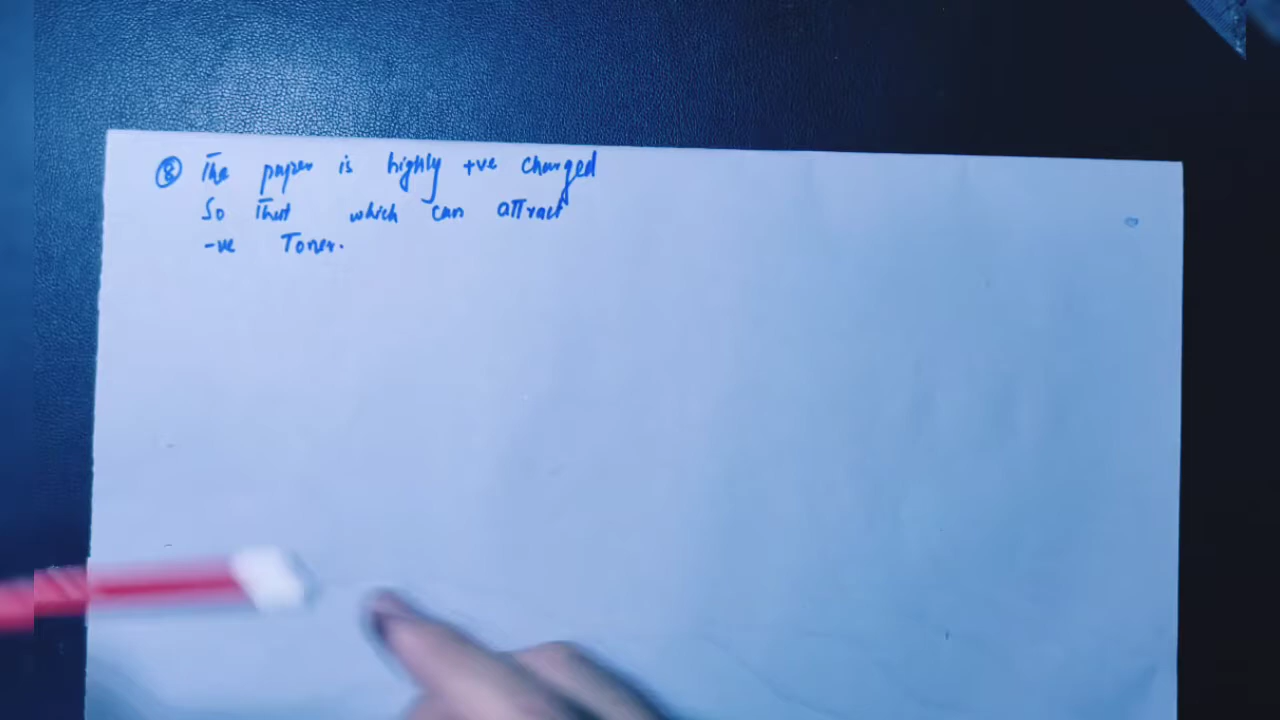 ⑧ The paper is highly +ve charged
So that which can attract
-ve Toner.